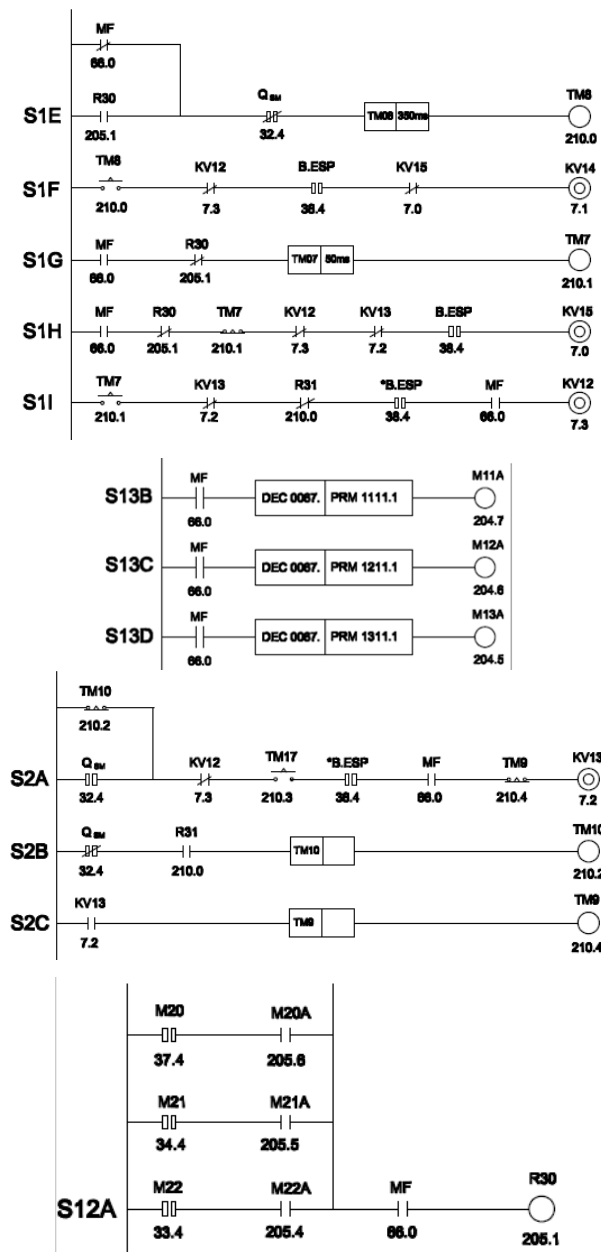 MF
66.0
R30 Q SM TM8
S1E TM08 350ms
205.1 32.4 210.0
TM8 KV12 B.ESP KV15 KV14
S1F
210.0 7.3 36.4 7.0 7.1
MF R30 TM7
S1G TM07 50ms
66.0 205.1 210.1
MF R30 TM7 KV12 KV13 B.ESP KV15
S1H
66.0 205.1 210.1 7.3 7.2 36.4 7.0
TM7 KV13 R31 *B.ESP MF KV12
S1I
210.1 7.2 210.0 36.4 66.0 7.3
MF M11A
S13B DEC 0067. PRM 1111.1
66.0 204.7
MF M12A
S13C DEC 0067. PRM 1211.1
66.0 204.6
MF M13A
S13D DEC 0067. PRM 1311.1
66.0 204.5
TM10
210.2
Q SM KV12 TM17 *B.ESP MF TM9 KV13
S2A
32.4 7.3 210.3 36.4 66.0 210.4 7.2
Q SM R31 TM10
S2B TM10
32.4 210.0 210.2
KV13 TM9
S2C TM9
7.2 210.4
M20 M20A
37.4 205.6
M21 M21A
34.4 205.5
M22 M22A MF R30
S12A
33.4 205.4 66.0 205.1